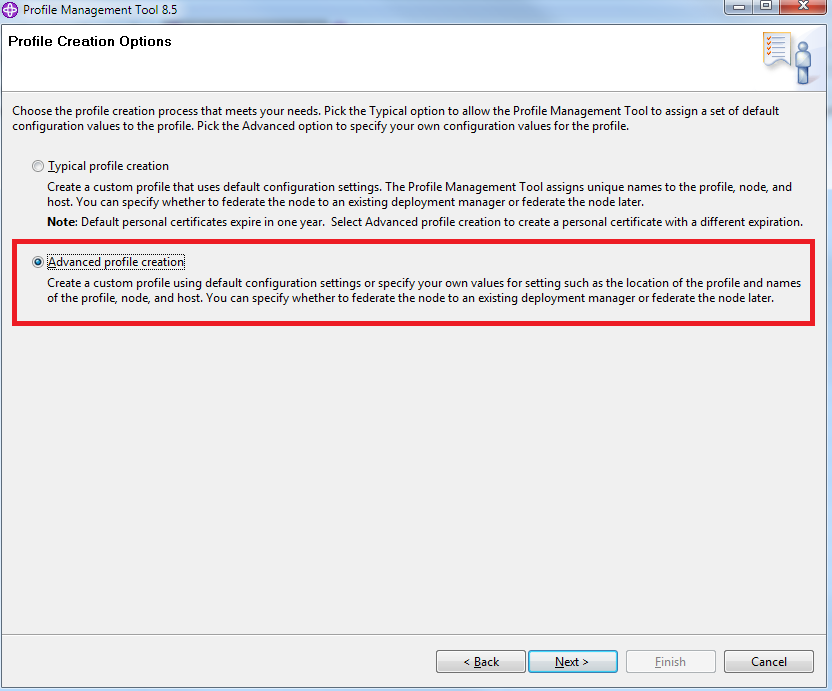 Profile Management Tool 8.5
Profile Creation Options
Choose the profile creation process that meets your needs. Pick the Typical option to allow the Profile Management Tool to assign a set of default
configuration values to the profile. Pick the Advanced option to specify your own configuration values for the profile.
Typical profile creation
Create a custom profile that uses default configuration settings. The Profile Management Tool assigns unique names to the profile, node, and
host. You can specify whether to federate the node to an existing deployment manager or federate the node later.
Note: Default personal certificates expire in one year.  Select Advanced profile creation to create a personal certificate with a different expiration.
Advanced profile creation
Create a custom profile using default configuration settings or specify your own values for setting such as the location of the profile and names
of the profile, node, and host. You can specify whether to federate the node to an existing deployment manager or federate the node later.
< Back Next > Finish Cancel